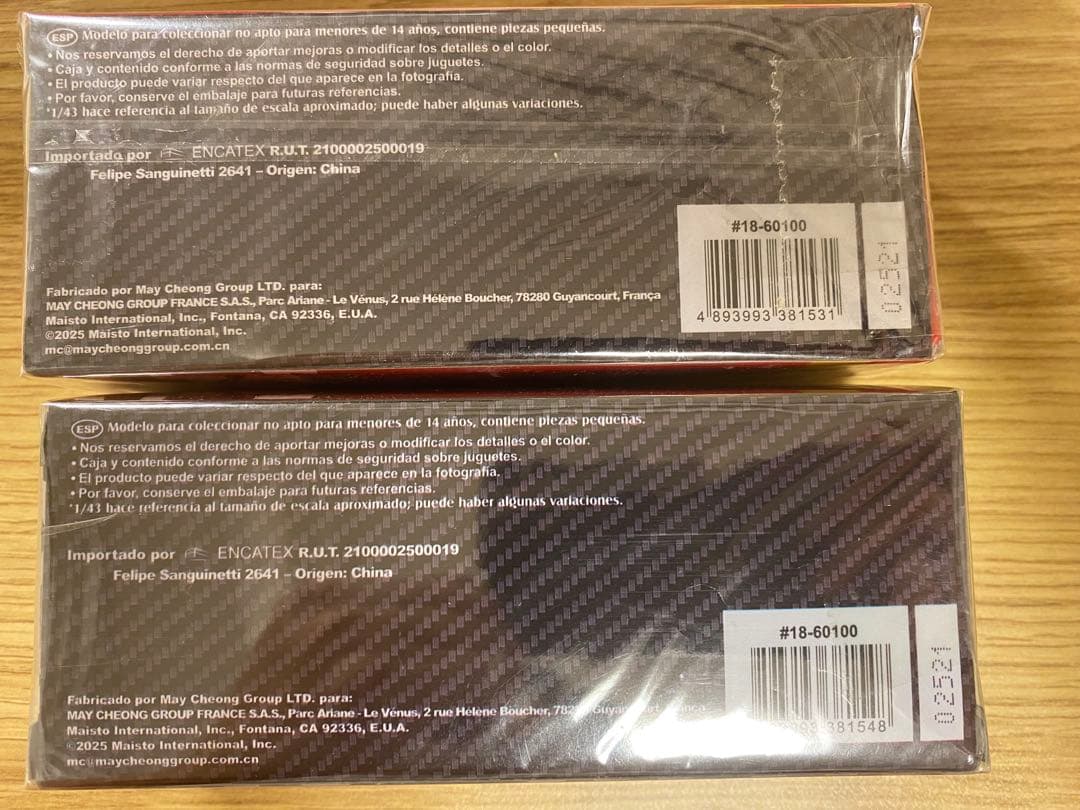 ESP Modelo para coleccionar no apto para menores de 14 años, contiene piezas pequeñas.
• Nos reservamos el derecho de aportar mejoras o modificar los detalles o el color.
• Caja y contenido conforme a las normas de seguridad sobre juguetes.
• El producto puede variar respecto del que aparece en la fotografía.
• Por favor, conserve el embalaje para futuras referencias.
*1/43 hace referencia al tamaño de escala aproximado; puede haber algunas variaciones.
Importado por ENCATEX R.U.T. 2100002500019
Felipe Sanguinetti 2641 – Origen: China
#18-60100
4 893993 381531
02521
Fabricado por May Cheong Group LTD. para:
MAY CHEONG GROUP FRANCE S.A.S., Parc Ariane - Le Vénus, 2 rue Hélène Boucher, 78280 Guyancourt, França
Maisto International, Inc., Fontana, CA 92336, E.U.A.
©2025 Maisto International, Inc.
mc@maycheonggroup.com.cn
ESP Modelo para coleccionar no apto para menores de 14 años, contiene piezas pequeñas.
• Nos reservamos el derecho de aportar mejoras o modificar los detalles o el color.
• Caja y contenido conforme a las normas de seguridad sobre juguetes.
• El producto puede variar respecto del que aparece en la fotografía.
• Por favor, conserve el embalaje para futuras referencias.
*1/43 hace referencia al tamaño de escala aproximado; puede haber algunas variaciones.
Importado por ENCATEX R.U.T. 2100002500019
Felipe Sanguinetti 2641 – Origen: China
#18-60100
381548
02521
Fabricado por May Cheong Group LTD. para:
MAY CHEONG GROUP FRANCE S.A.S., Parc Ariane - Le Vénus, 2 rue Hélène Boucher,
Maisto International, Inc., Fontana, CA 92336, E.U.A.
©2025 Maisto International, Inc.
mc@maycheonggroup.com.cn